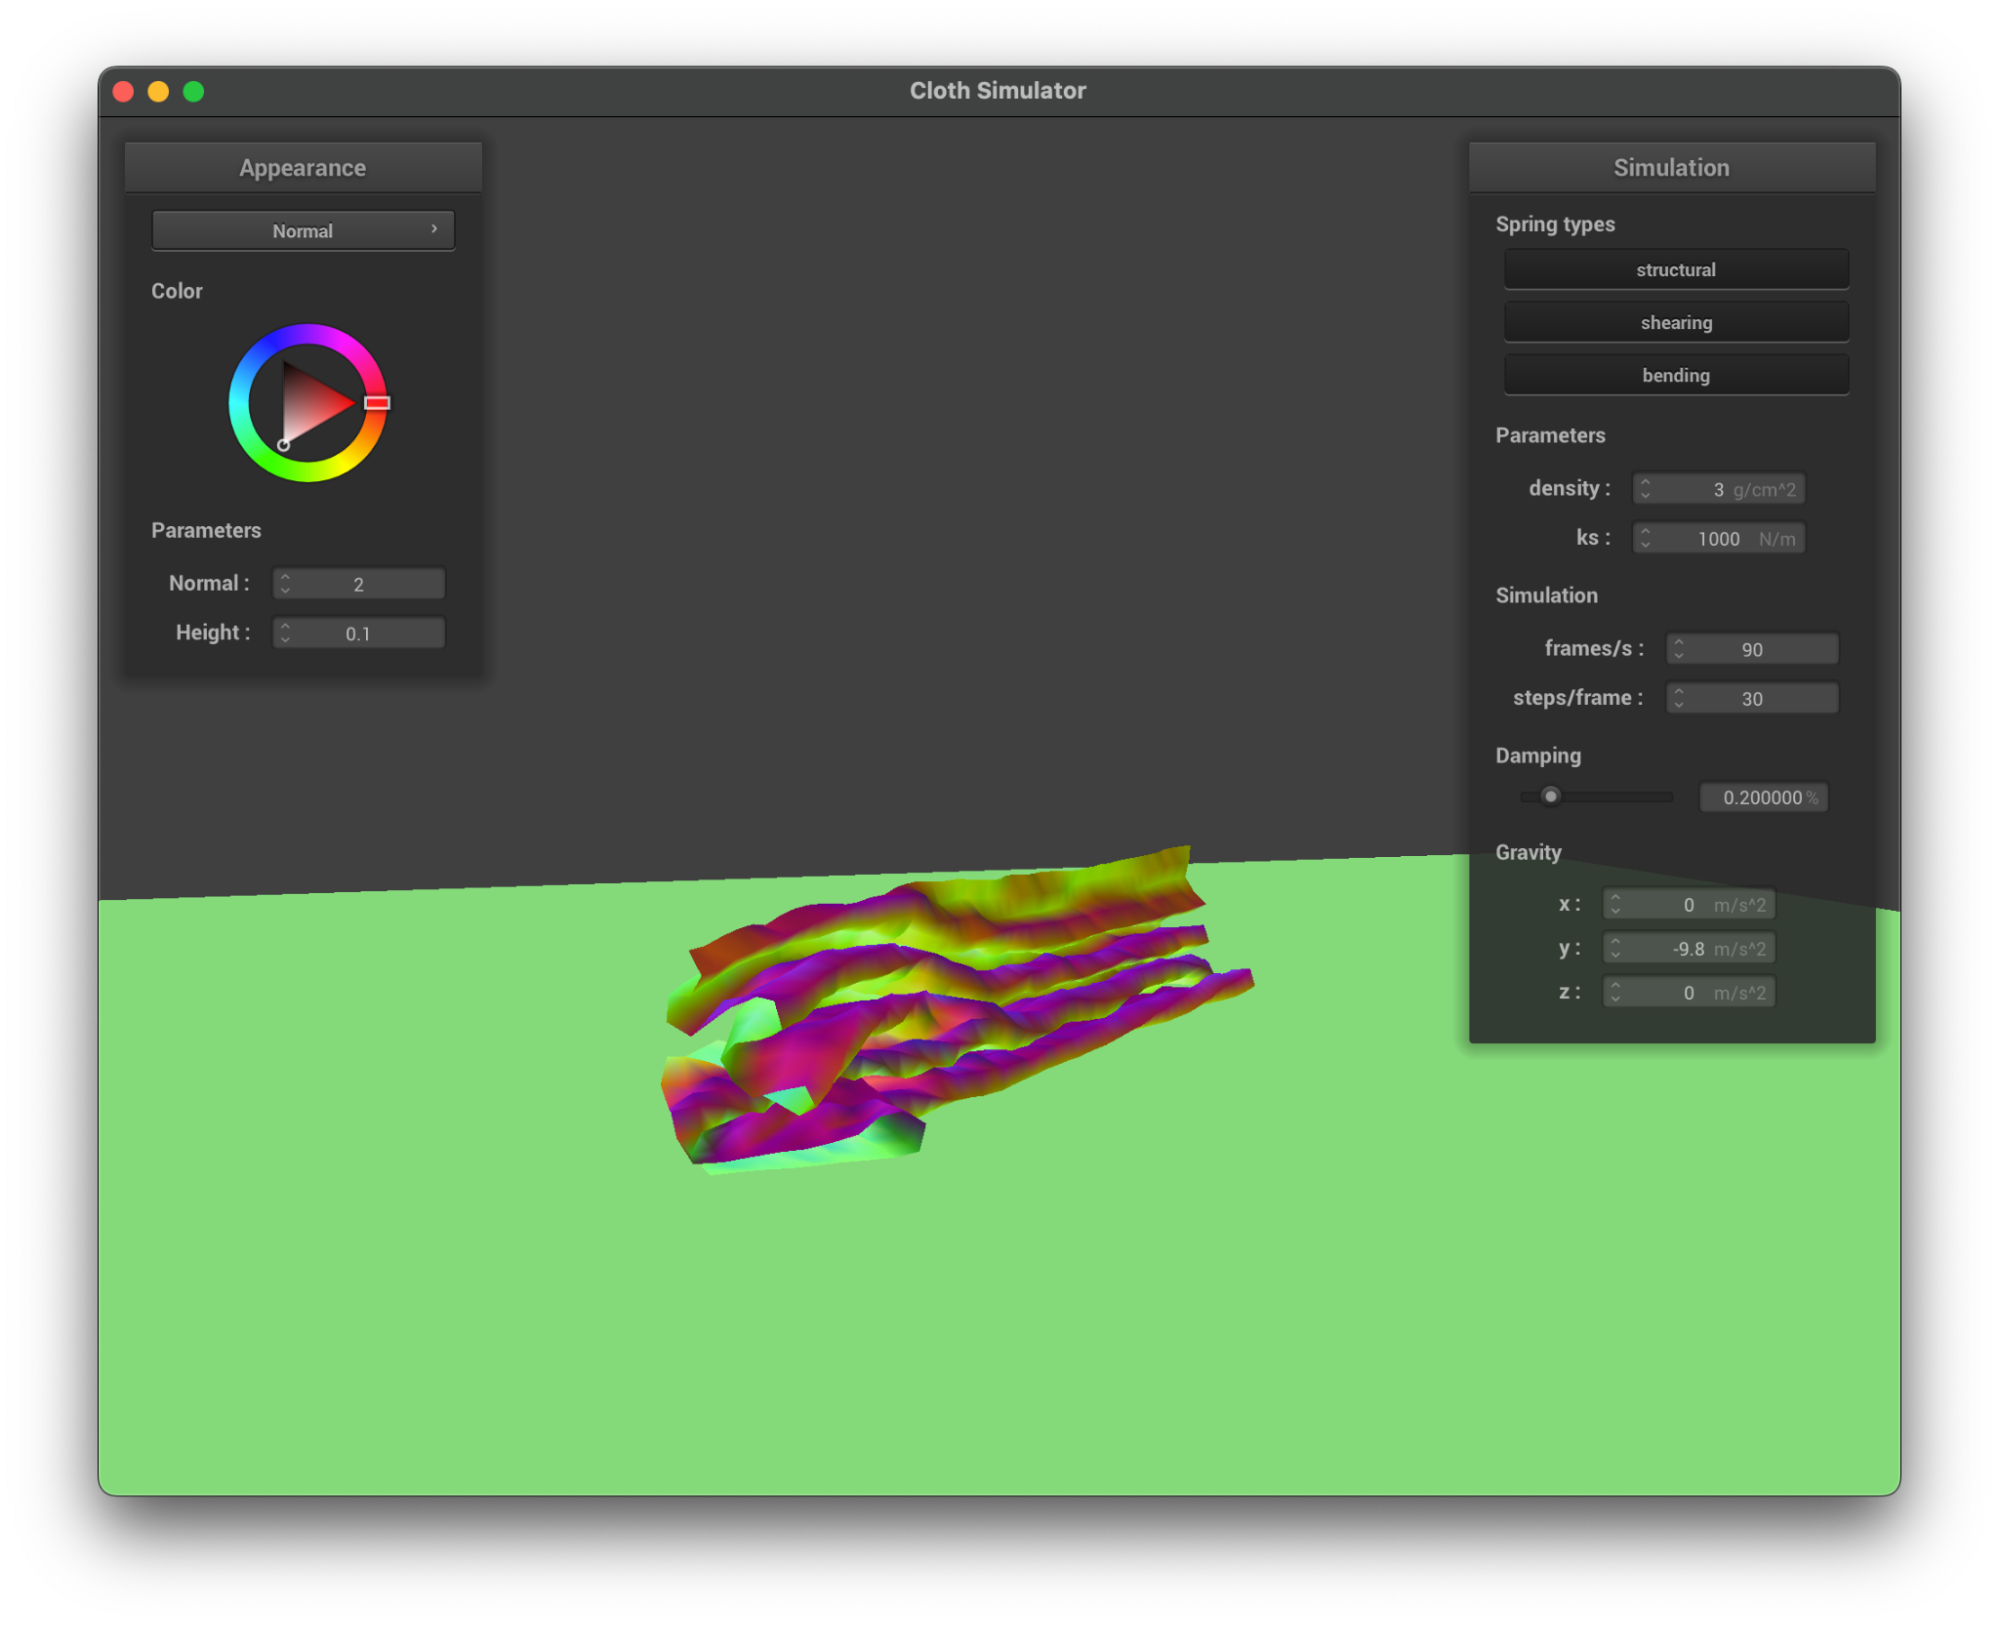 Cloth Simulator
Appearance
Normal
Color
Parameters
Normal : 2
Height : 0.1
Simulation
Spring types
structural
shearing
bending
Parameters
density : 3 g/cm^2
ks : 1000 N/m
Simulation
frames/s : 90
steps/frame : 30
Damping
0.200000 %
Gravity
x : 0 m/s^2
y : -9.8 m/s^2
z : 0 m/s^2